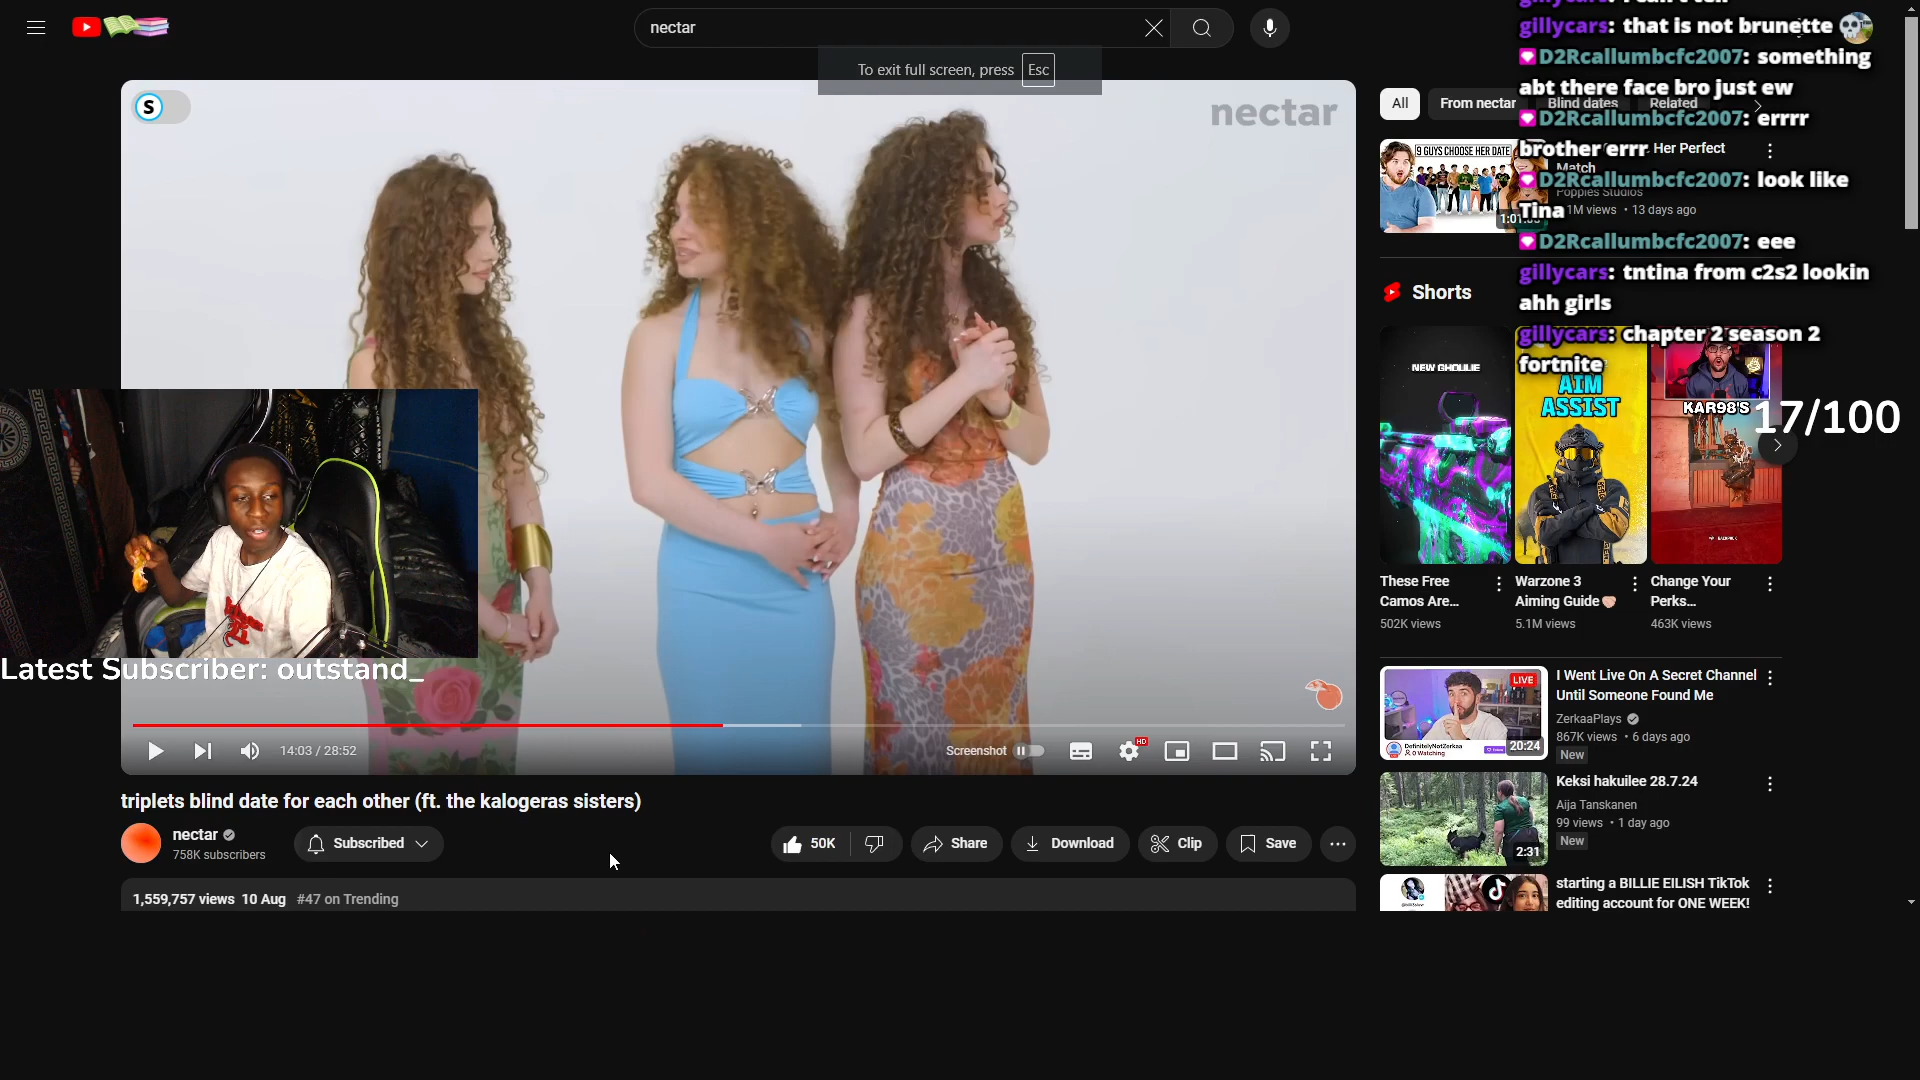 nectar
To exit full screen, press Esc
gillycars: that is not brunette
D2Rcallumbcfc2007: something
abt there face bro just ew
D2Rcallumbcfc2007: errrr
brother errr
D2Rcallumbcfc2007: look like
Tina
D2Rcallumbcfc2007: eee
gillycars: tntina from c2s2 lookin
ahh girls
gillycars: chapter 2 season 2
fortnite
17/100
S
nectar
Latest Subscriber: outstand_
14:03 / 28:52
Screenshot
HD
triplets blind date for each other (ft. the kalogeras sisters)
nectar
758K subscribers
Subscribed
50K
Share
Download
Clip
Save
1,559,757 views 10 Aug #47 on Trending
All
From nectar
Blind dates
Related
9 GUYS CHOOSE HER DATE
Her Perfect
Match
Poppies Studios
1M views • 13 days ago
Shorts
NEW GHOULIE
AIM
ASSIST
KAR98'S
These Free
Camos Are...
502K views
Warzone 3
Aiming Guide
5.1M views
Change Your
Perks...
463K views
LIVE
DefinitelyNotZerkaa
0 Watching
20:24
I Went Live On A Secret Channel
Until Someone Found Me
ZerkaaPlays
867K views • 6 days ago
New
2:31
Keksi hakuilee 28.7.24
Aija Tanskanen
99 views • 1 day ago
New
starting a BILLIE EILISH TikTok
editing account for ONE WEEK!